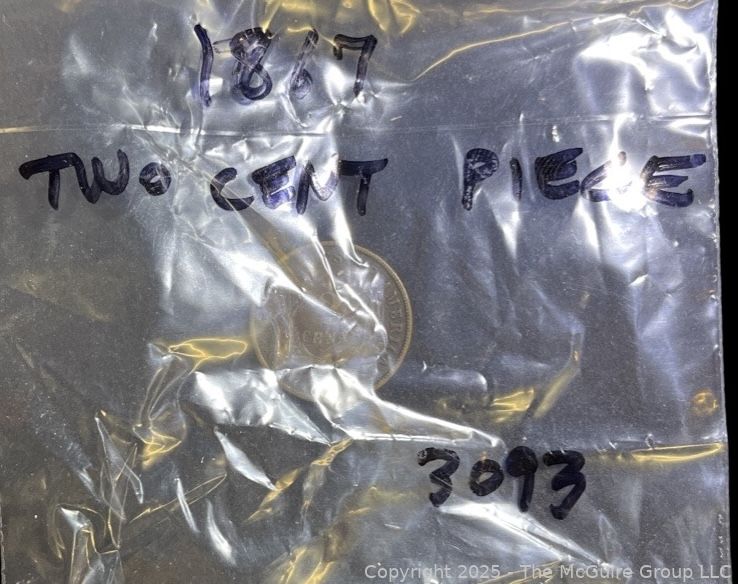 1867
TWO CENT PIECE
3093
Copyright 2025 - The McGuire Group LLC